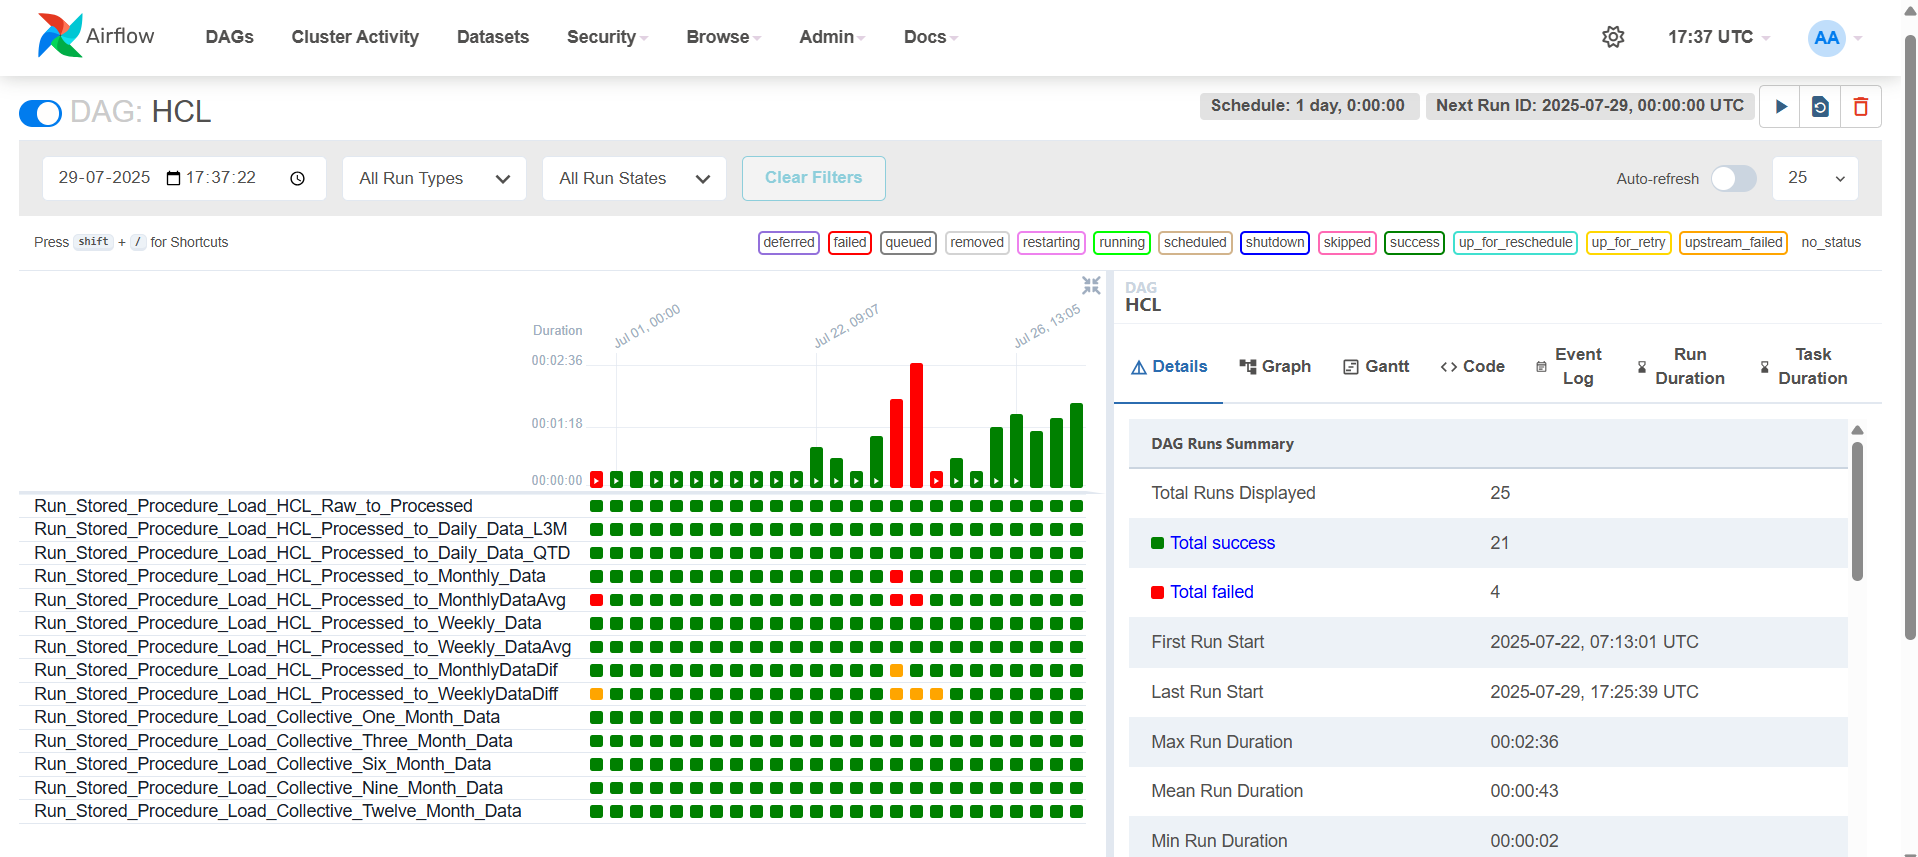 Airflow DAGs Cluster Activity Datasets Security Browse Admin Docs 17:37 UTC AA
DAG: HCL
Schedule: 1 day, 0:00:00 Next Run ID: 2025-07-29, 00:00:00 UTC
29-07-2025 17:37:22 All Run Types All Run States Clear Filters Auto-refresh 25
Press shift + / for Shortcuts
deferred failed queued removed restarting running scheduled shutdown skipped success up_for_reschedule up_for_retry upstream_failed no_status
Jul 01, 00:00 Jul 22, 09:07 Jul 26, 13:05
Duration
00:02:36
00:01:18
00:00:00
Run_Stored_Procedure_Load_HCL_Raw_to_Processed
Run_Stored_Procedure_Load_HCL_Processed_to_Daily_Data_L3M
Run_Stored_Procedure_Load_HCL_Processed_to_Daily_Data_QTD
Run_Stored_Procedure_Load_HCL_Processed_to_Monthly_Data
Run_Stored_Procedure_Load_HCL_Processed_to_MonthlyDataAvg
Run_Stored_Procedure_Load_HCL_Processed_to_Weekly_Data
Run_Stored_Procedure_Load_HCL_Processed_to_Weekly_DataAvg
Run_Stored_Procedure_Load_HCL_Processed_to_MonthlyDataDif
Run_Stored_Procedure_Load_HCL_Processed_to_WeeklyDataDiff
Run_Stored_Procedure_Load_Collective_One_Month_Data
Run_Stored_Procedure_Load_Collective_Three_Month_Data
Run_Stored_Procedure_Load_Collective_Six_Month_Data
Run_Stored_Procedure_Load_Collective_Nine_Month_Data
Run_Stored_Procedure_Load_Collective_Twelve_Month_Data
DAG
HCL
Details Graph Gantt Code Event Log Run Duration Task Duration
DAG Runs Summary
Total Runs Displayed 25
Total success 21
Total failed 4
First Run Start 2025-07-22, 07:13:01 UTC
Last Run Start 2025-07-29, 17:25:39 UTC
Max Run Duration 00:02:36
Mean Run Duration 00:00:43
Min Run Duration 00:00:02